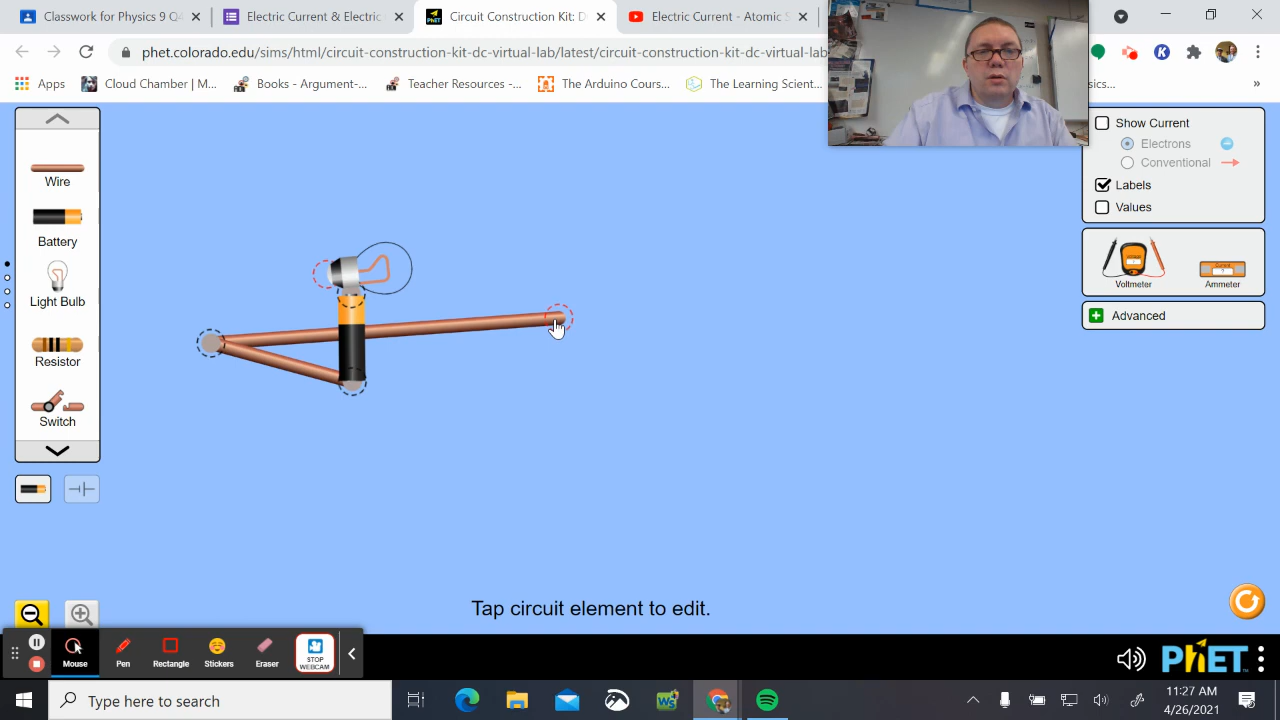 Classwork for Physics 5 G4
Electric Current & Electric
Circuit Construction Kit: D
Electric Current - Atomic S
phet.colorado.edu/sims/html/circuit-construction-kit-dc-virtual-lab/latest/circuit-construction-kit-dc-virtual-lab
Apps
Cloud Chamber | M...
Books - Argument-...
Teacher Resources -...
The Arduino Cours...
The Learning Scien...
sics...
»
Wire
Battery
Light Bulb
Resistor
Switch
Show Current
Electrons
Conventional
Labels
Values
Voltmeter
Current
?
Ammeter
Advanced
Tap circuit element to edit.
Mouse
Pen
Rectangle
Stickers
Eraser
STOP
WEBCAM
PhET
Type here to search
11:27 AM
4/26/2021